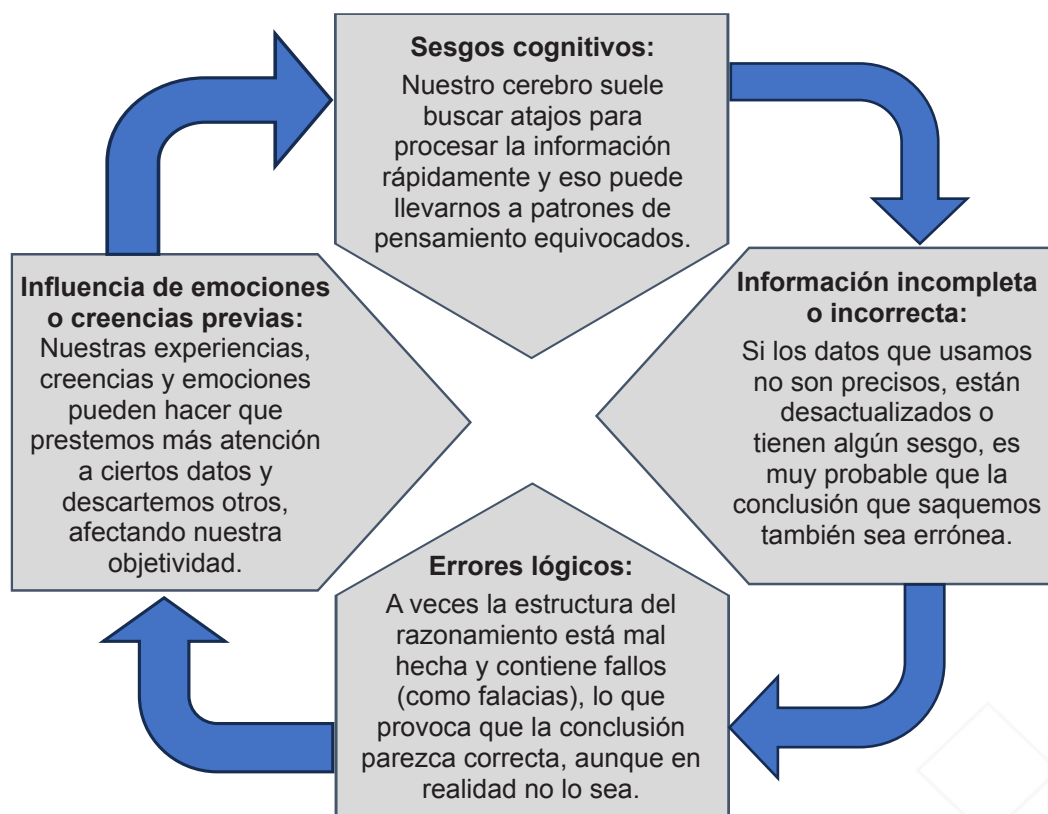 Sesgos cognitivos:
Nuestro cerebro suele
buscar atajos para
procesar la información
rápidamente y eso puede
llevarnos a patrones de
pensamiento equivocados.
Información incompleta
o incorrecta:
Si los datos que usamos
no son precisos, están
desactualizados o
tienen algún sesgo, es
muy probable que la
conclusión que saquemos
también sea errónea.
Errores lógicos:
A veces la estructura del
razonamiento está mal
hecha y contiene fallos
(como falacias), lo que
provoca que la conclusión
parezca correcta, aunque en
realidad no lo sea.
Influencia de emociones
o creencias previas:
Nuestras experiencias,
creencias y emociones
pueden hacer que
prestemos más atención
a ciertos datos y
descartemos otros,
afectando nuestra
objetividad.